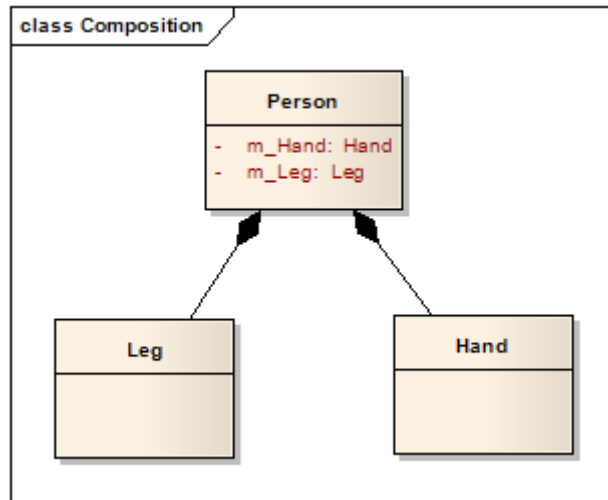 class Composition
Person
- m_Hand: Hand
- m_Leg: Leg
Leg
Hand